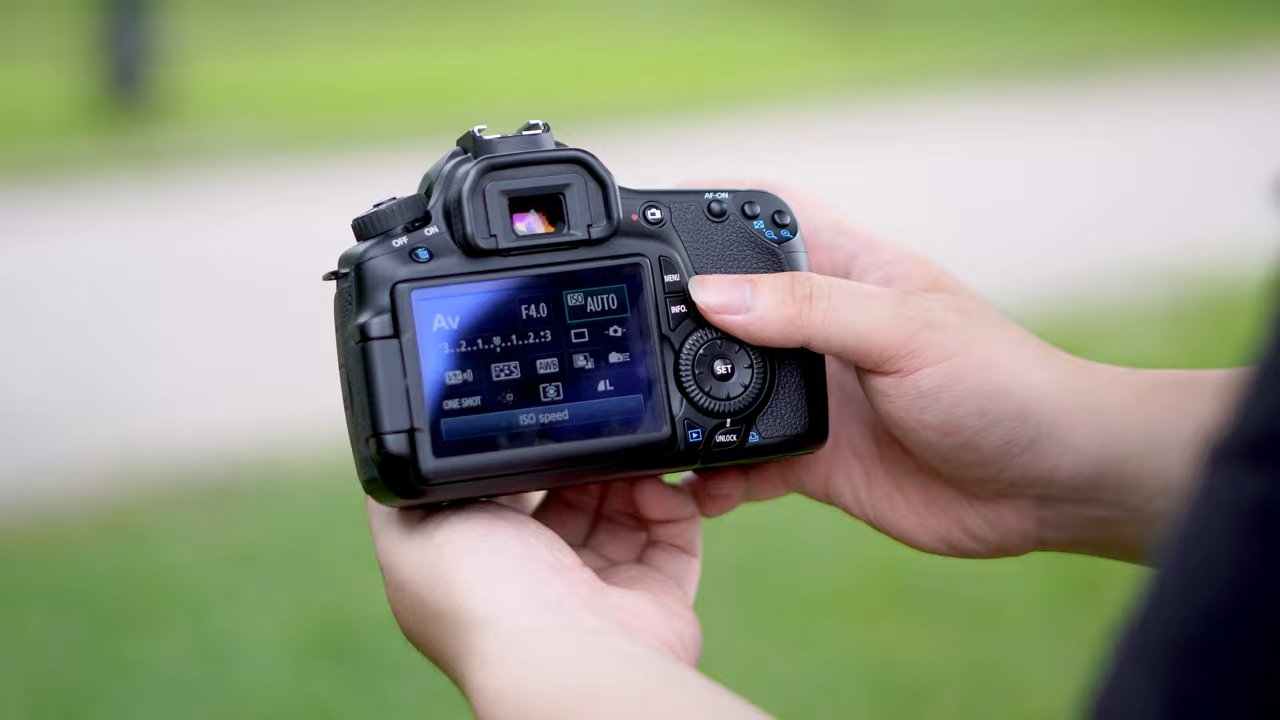 AF-ON
OFF ON
MENU
INFO.
SET
UNLOCK
Av F4.0 ISO AUTO
-3..2..1..0..1..2.:3
AWB
ONE SHOT
L
ISO speed